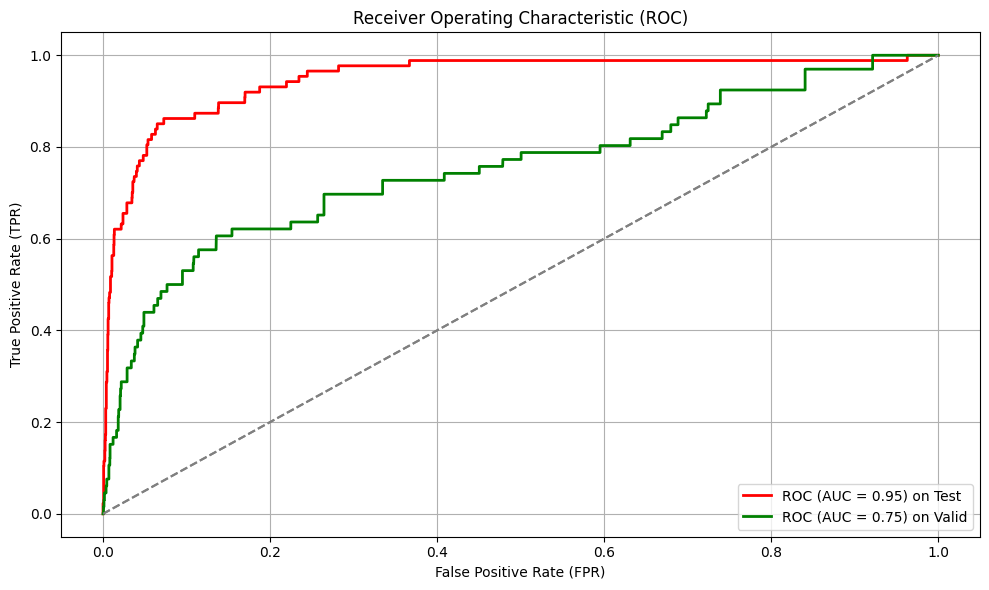 Receiver Operating Characteristic (ROC)
True Positive Rate (TPR)
1.0
0.8
0.6
0.4
0.2
0.0
0.0 0.2 0.4 0.6 0.8 1.0
False Positive Rate (FPR)
ROC (AUC = 0.95) on Test
ROC (AUC = 0.75) on Valid